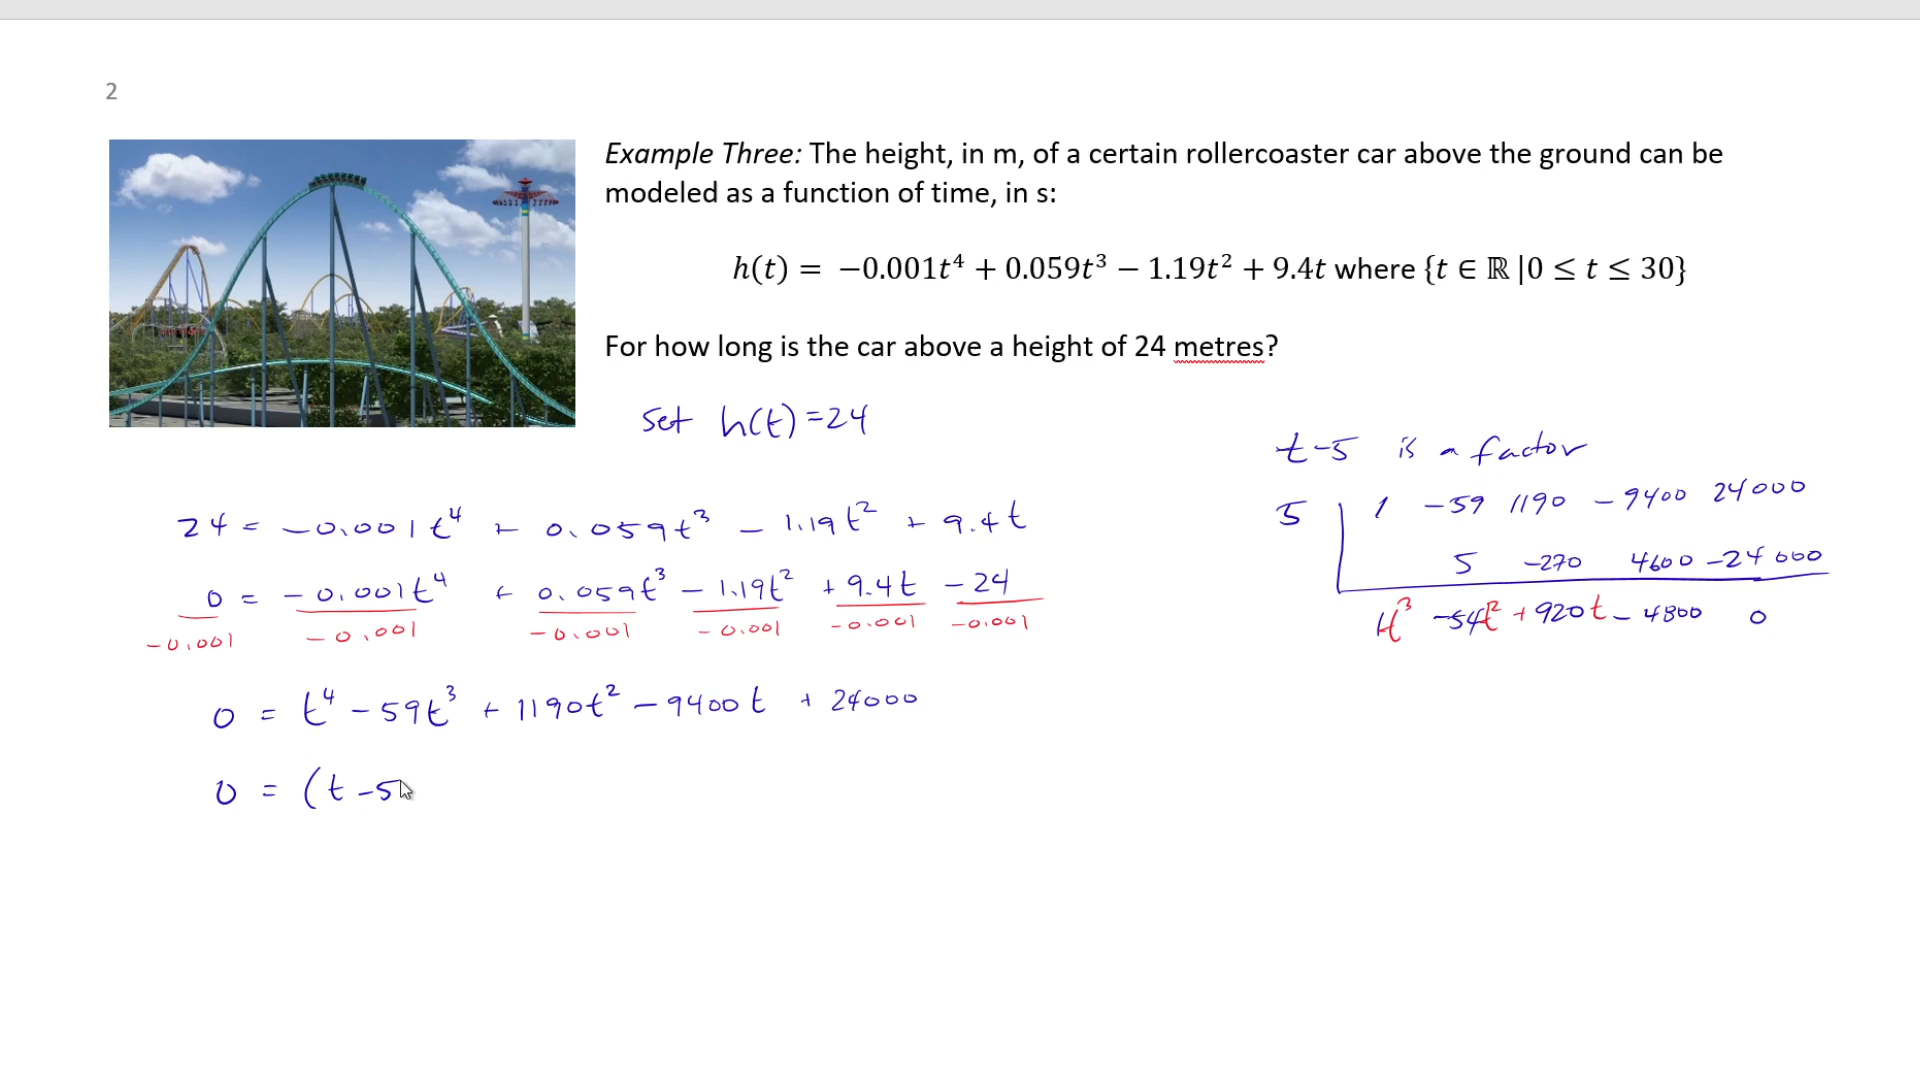 2
Example Three: The height, in m, of a certain rollercoaster car above the ground can be
modeled as a function of time, in s:
h(t) = −0.001t⁴ + 0.059t³ − 1.19t² + 9.4t where {t ∈ ℝ |0 ≤ t ≤ 30}
For how long is the car above a height of 24 metres?
Set h(t)=24
24 = −0.001t⁴ + 0.059t³ − 1.19t² + 9.4t
0 = −0.001t⁴ + 0.059t³ − 1.19t² + 9.4t − 24
−0.001 −0.001 −0.001 −0.001 −0.001 −0.001
0 = t⁴ − 59t³ + 1190t² − 9400t + 24000
0 = (t −5
t−5 is a factor
5 1 −59 1190 −9400 24000
5 −270 4600 −24000
1t³ −54t² + 920t − 4800 0